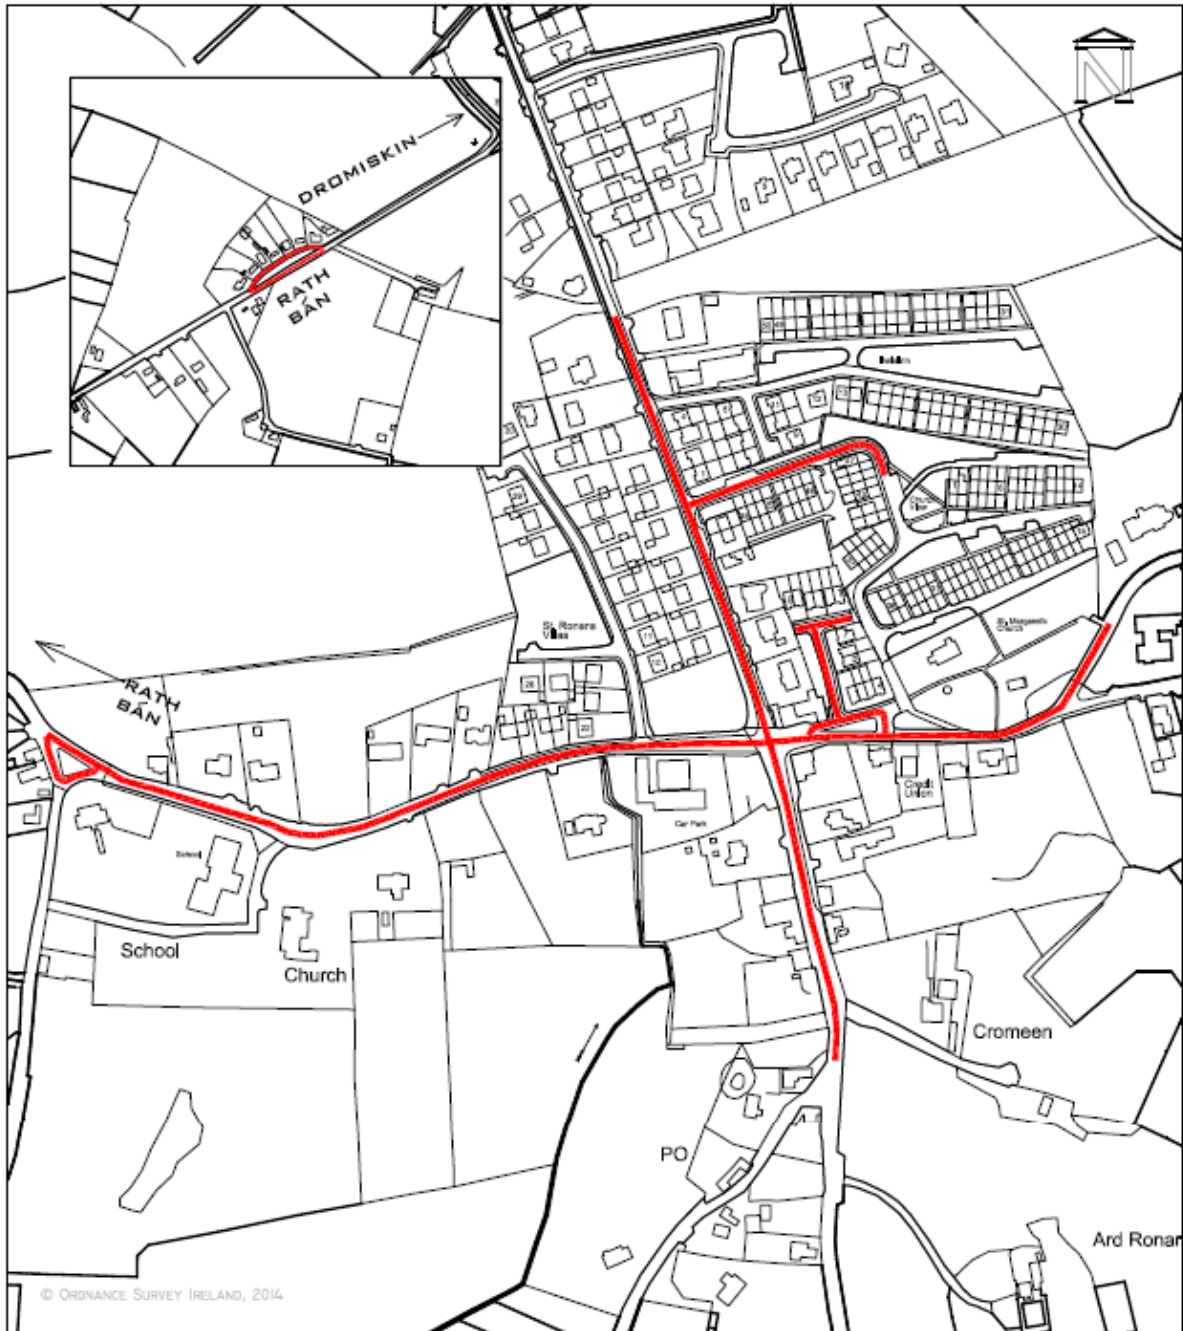 DROMISKIN
RATH
BÁN
St. Ronans
Villas
RATH
BÁN
St. Margaret's
Church
Credit
Union
Car Park
School
School
Church
Cromeen
PO
Ard Ronan
© ORDNANCE SURVEY IRELAND, 2014